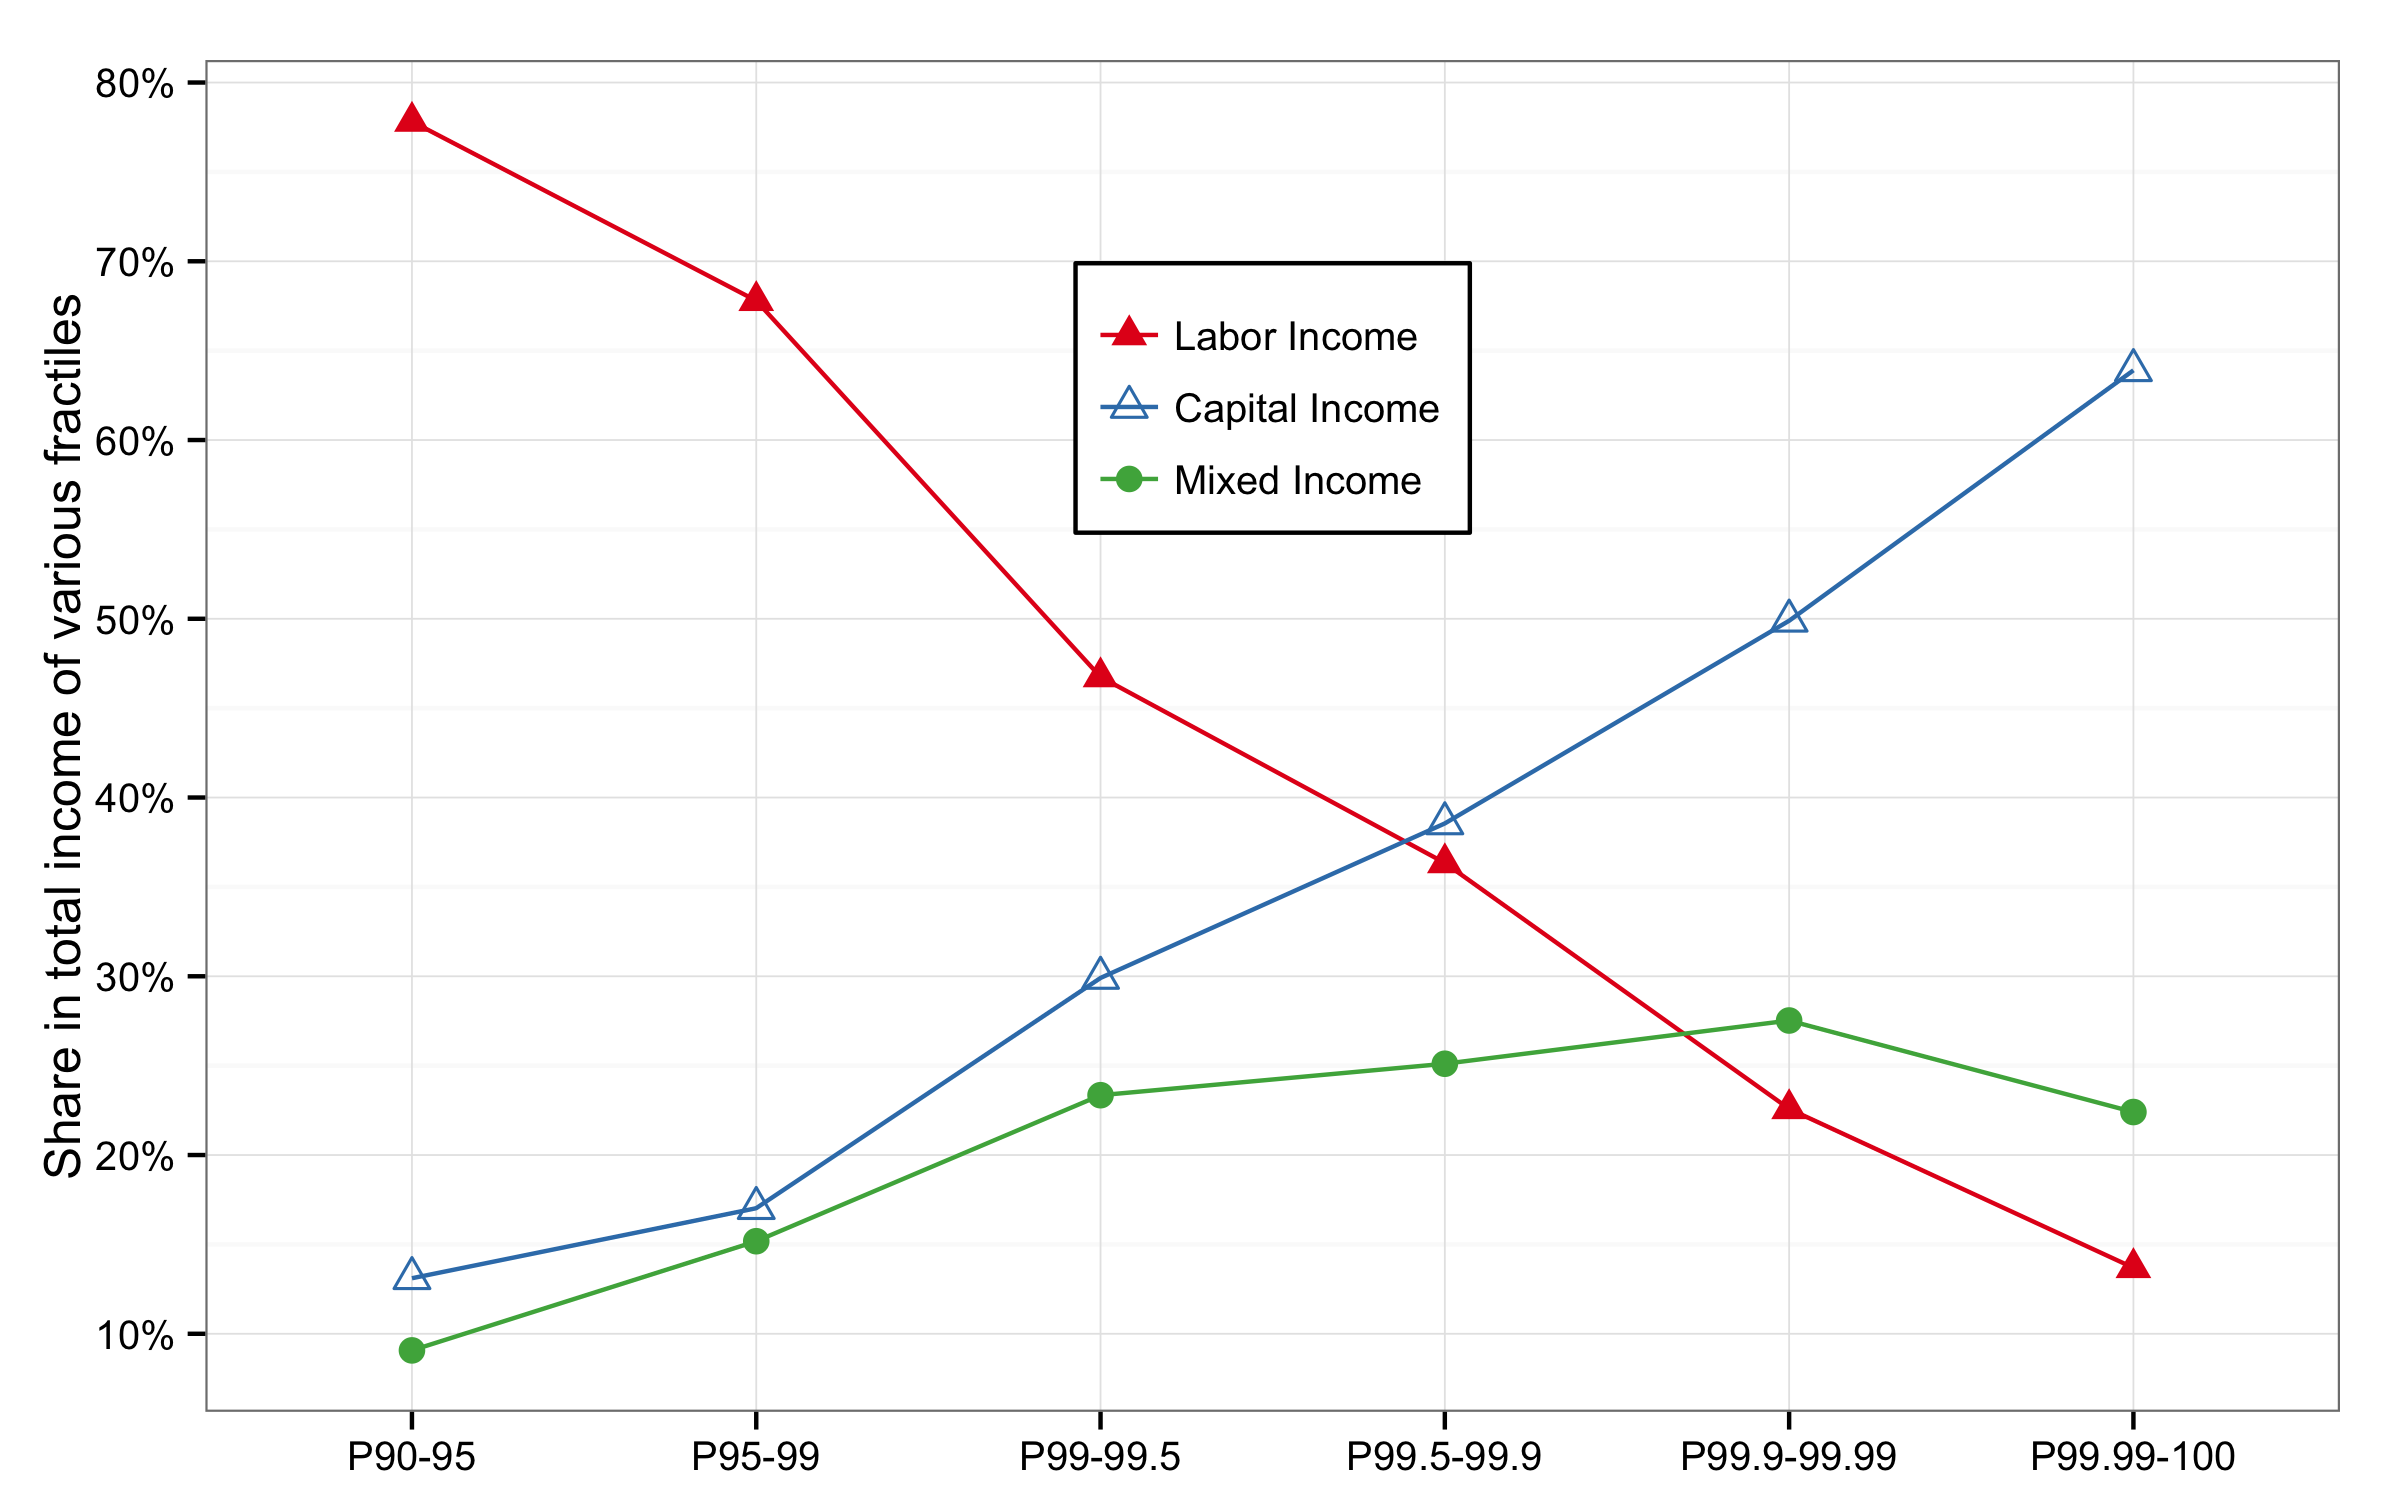 Share in total income of various fractiles
80%
70%
60%
50%
40%
30%
20%
10%
Labor Income
Capital Income
Mixed Income
P90-95
P95-99
P99-99.5
P99.5-99.9
P99.9-99.99
P99.99-100